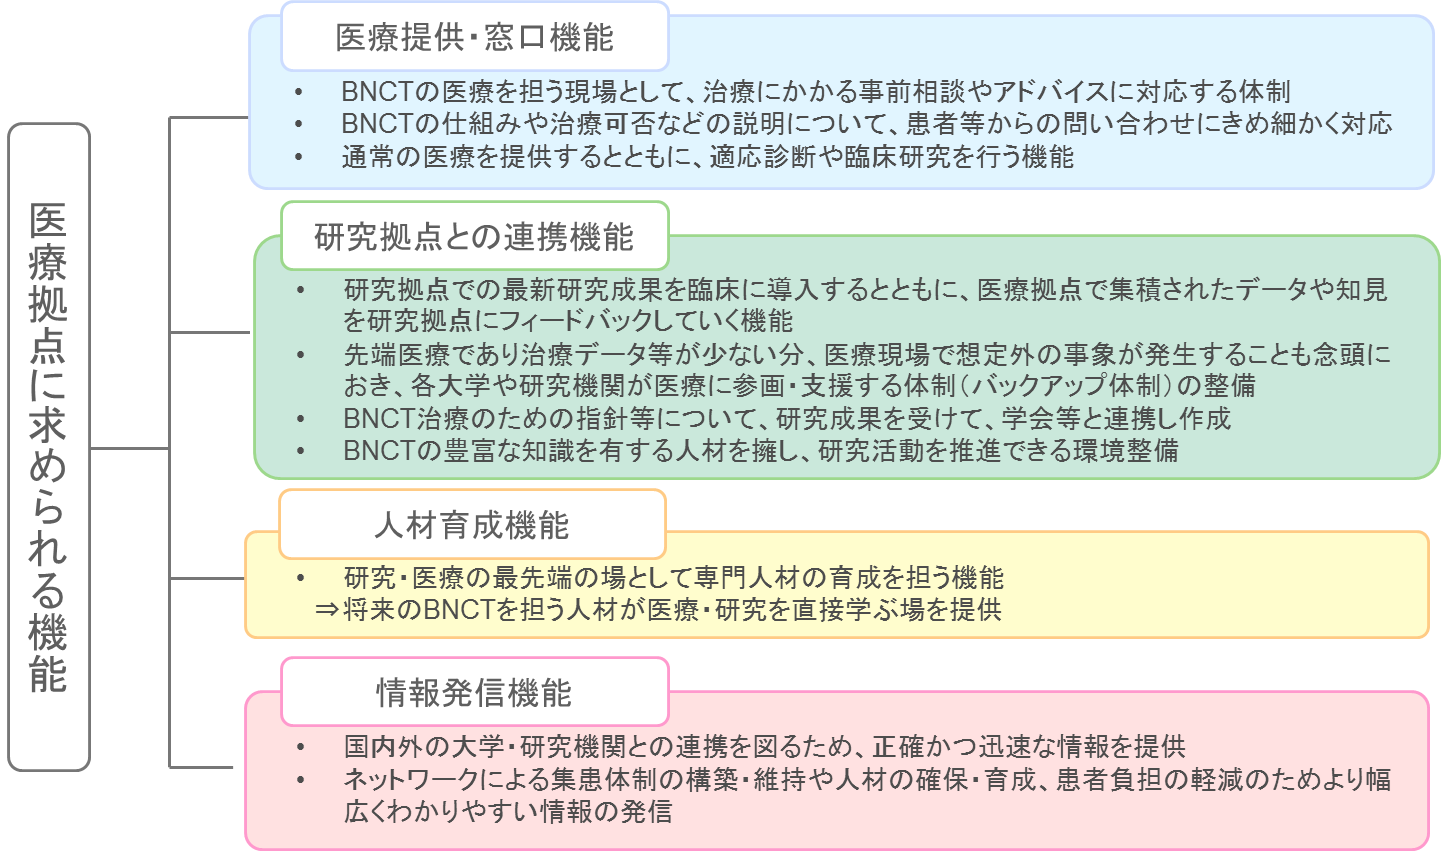 医療拠点に求められる機能
医療提供・窓口機能
• BNCTの医療を担う現場として、治療にかかる事前相談やアドバイスに対応する体制
• BNCTの仕組みや治療可否などの説明について、患者等からの問い合わせにきめ細かく対応
• 通常の医療を提供するとともに、適応診断や臨床研究を行う機能
研究拠点との連携機能
• 研究拠点での最新研究成果を臨床に導入するとともに、医療拠点で集積されたデータや知見
を研究拠点にフィードバックしていく機能
• 先端医療であり治療データ等が少ない分、医療現場で想定外の事象が発生することも念頭に
おき、各大学や研究機関が医療に参画・支援する体制（バックアップ体制）の整備
• BNCT治療のための指針等について、研究成果を受けて、学会等と連携し作成
• BNCTの豊富な知識を有する人材を擁し、研究活動を推進できる環境整備
人材育成機能
• 研究・医療の最先端の場として専門人材の育成を担う機能
⇒将来のBNCTを担う人材が医療・研究を直接学ぶ場を提供
情報発信機能
• 国内外の大学・研究機関との連携を図るため、正確かつ迅速な情報を提供
• ネットワークによる集患体制の構築・維持や人材の確保・育成、患者負担の軽減のためより幅
広くわかりやすい情報の発信